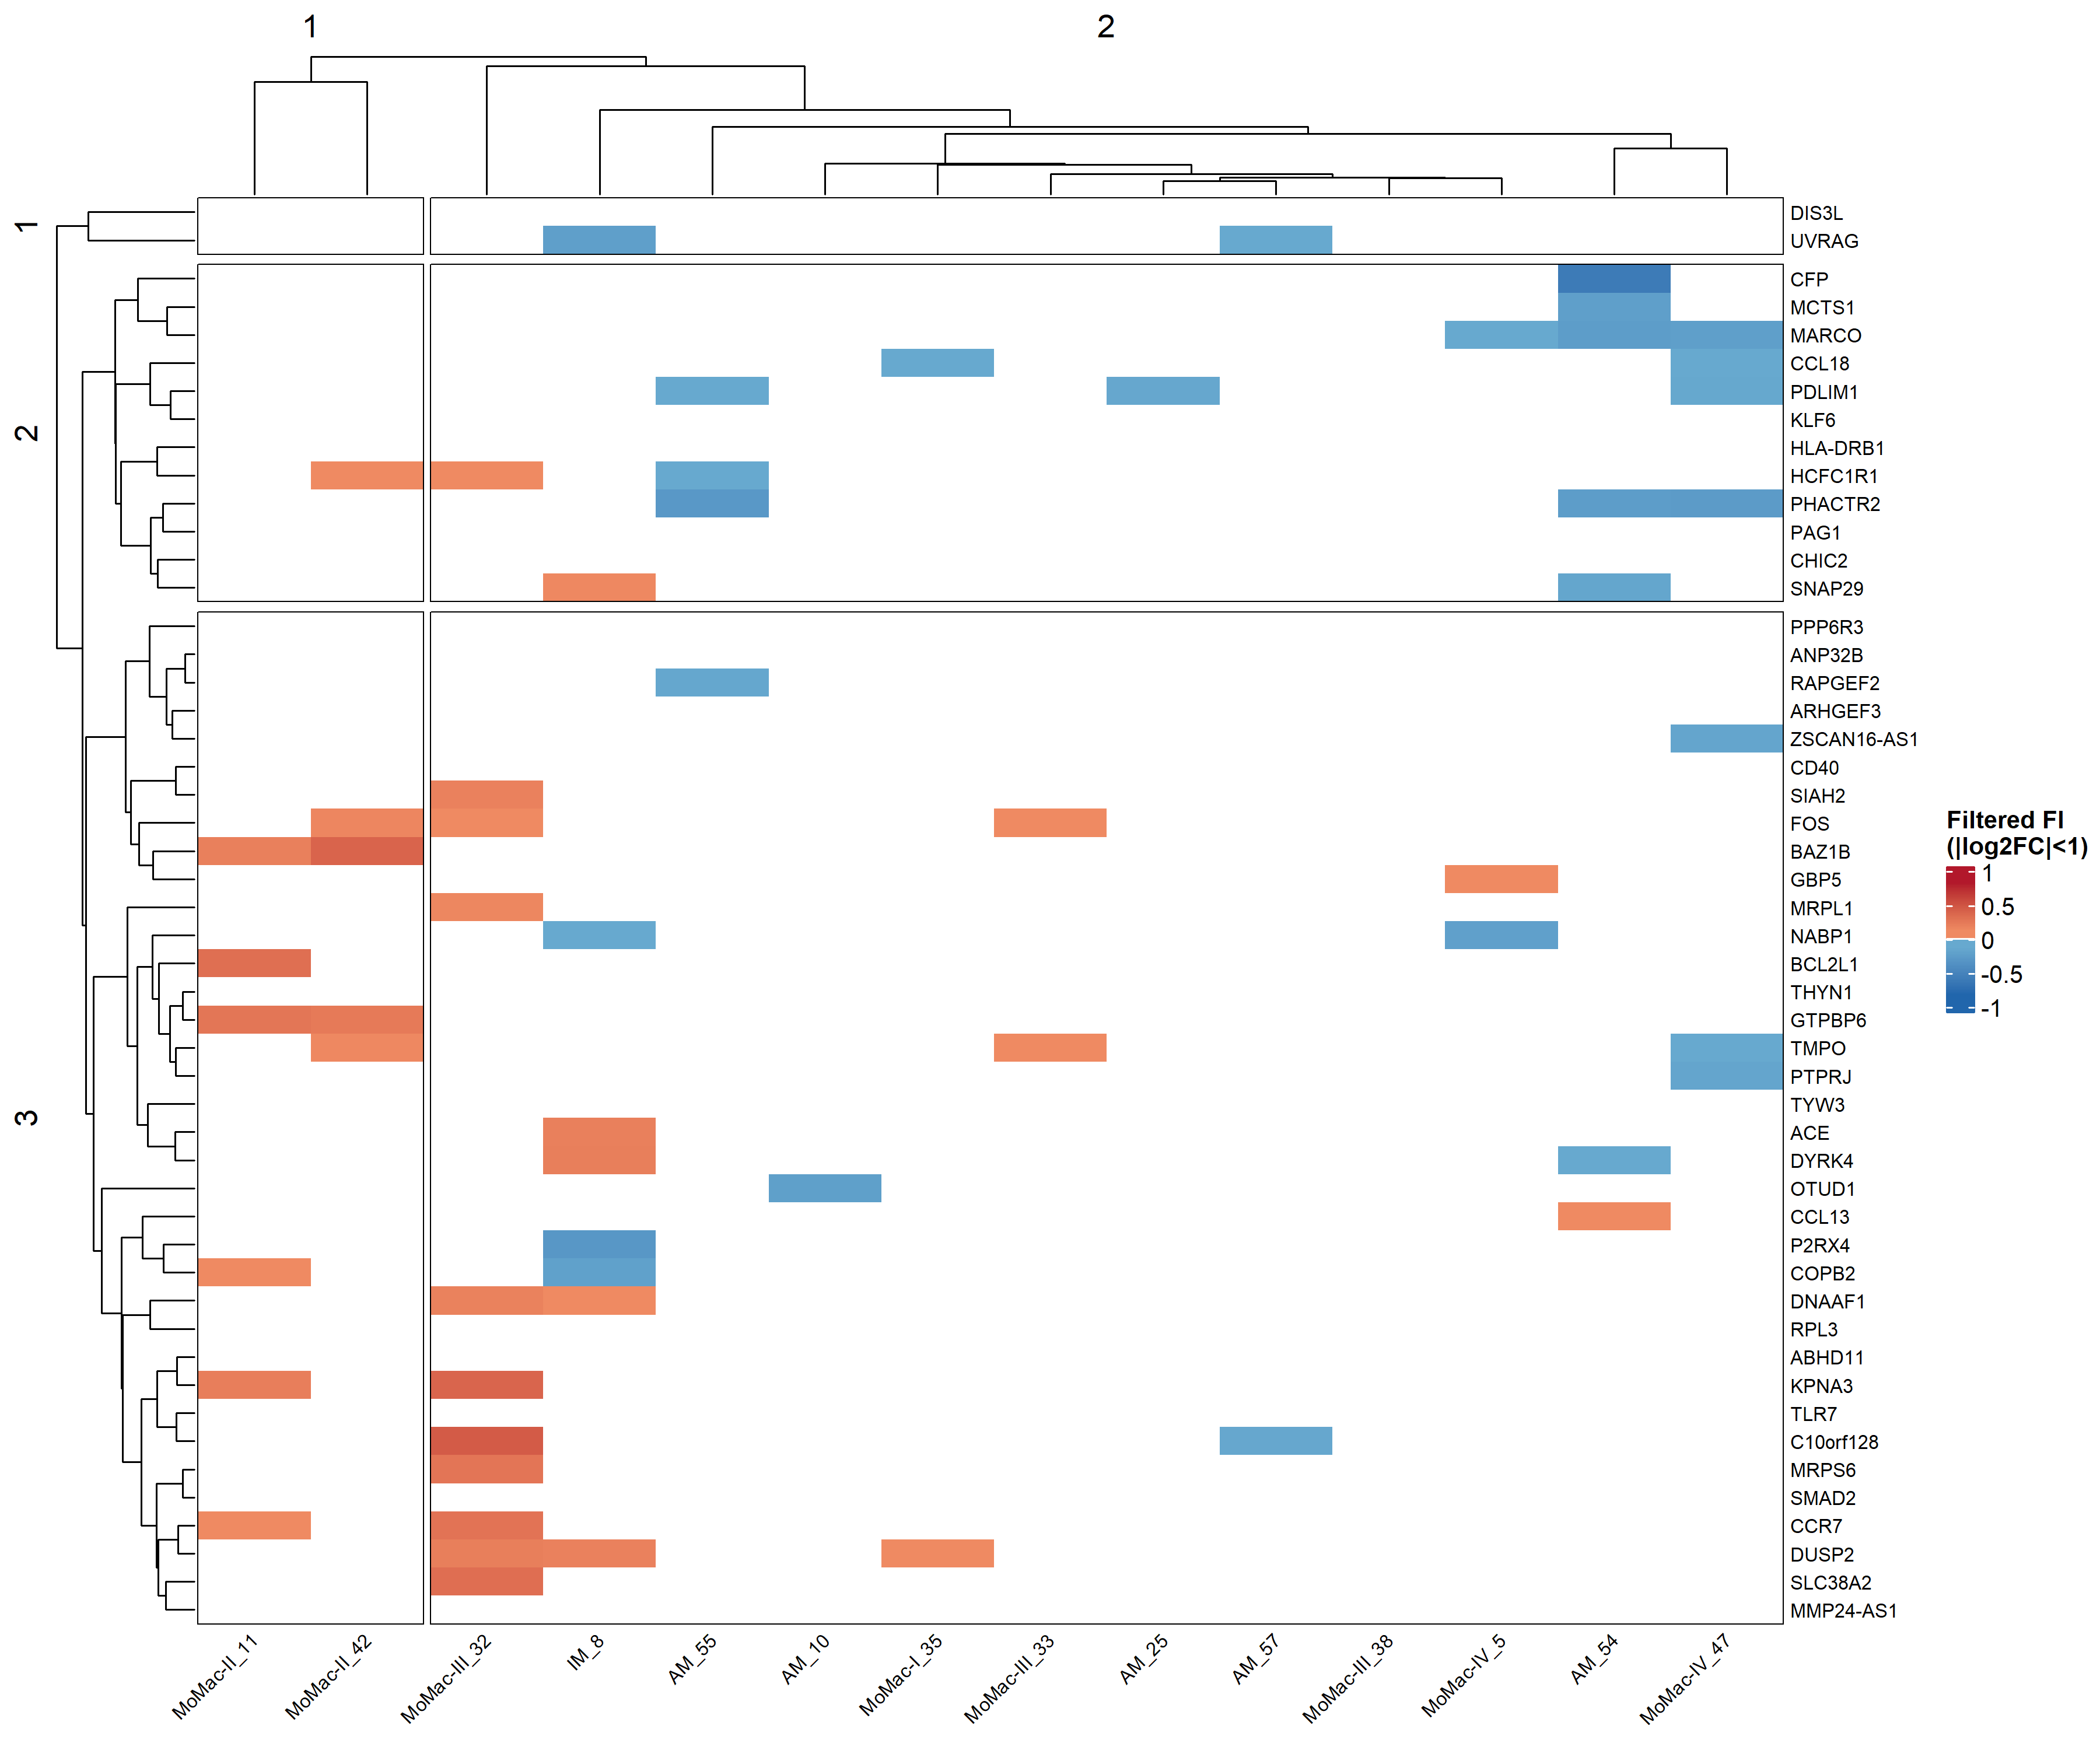 1
2
1
2
3
DIS3L
UVRAG
CFP
MCTS1
MARCO
CCL18
PDLIM1
KLF6
HLA-DRB1
HCFC1R1
PHACTR2
PAG1
CHIC2
SNAP29
PPP6R3
ANP32B
RAPGEF2
ARHGEF3
ZSCAN16-AS1
CD40
SIAH2
FOS
BAZ1B
GBP5
MRPL1
NABP1
BCL2L1
THYN1
GTPBP6
TMPO
PTPRJ
TYW3
ACE
DYRK4
OTUD1
CCL13
P2RX4
COPB2
DNAAF1
RPL3
ABHD11
KPNA3
TLR7
C10orf128
MRPS6
SMAD2
CCR7
DUSP2
SLC38A2
MMP24-AS1
MoMac-II_11
MoMac-II_42
MoMac-III_32
IM_8
AM_55
AM_10
MoMac-I_35
MoMac-III_33
AM_25
AM_57
MoMac-III_38
MoMac-IV_5
AM_54
MoMac-IV_47
Filtered FI
(|log2FC|<1)
1
0.5
0
-0.5
-1